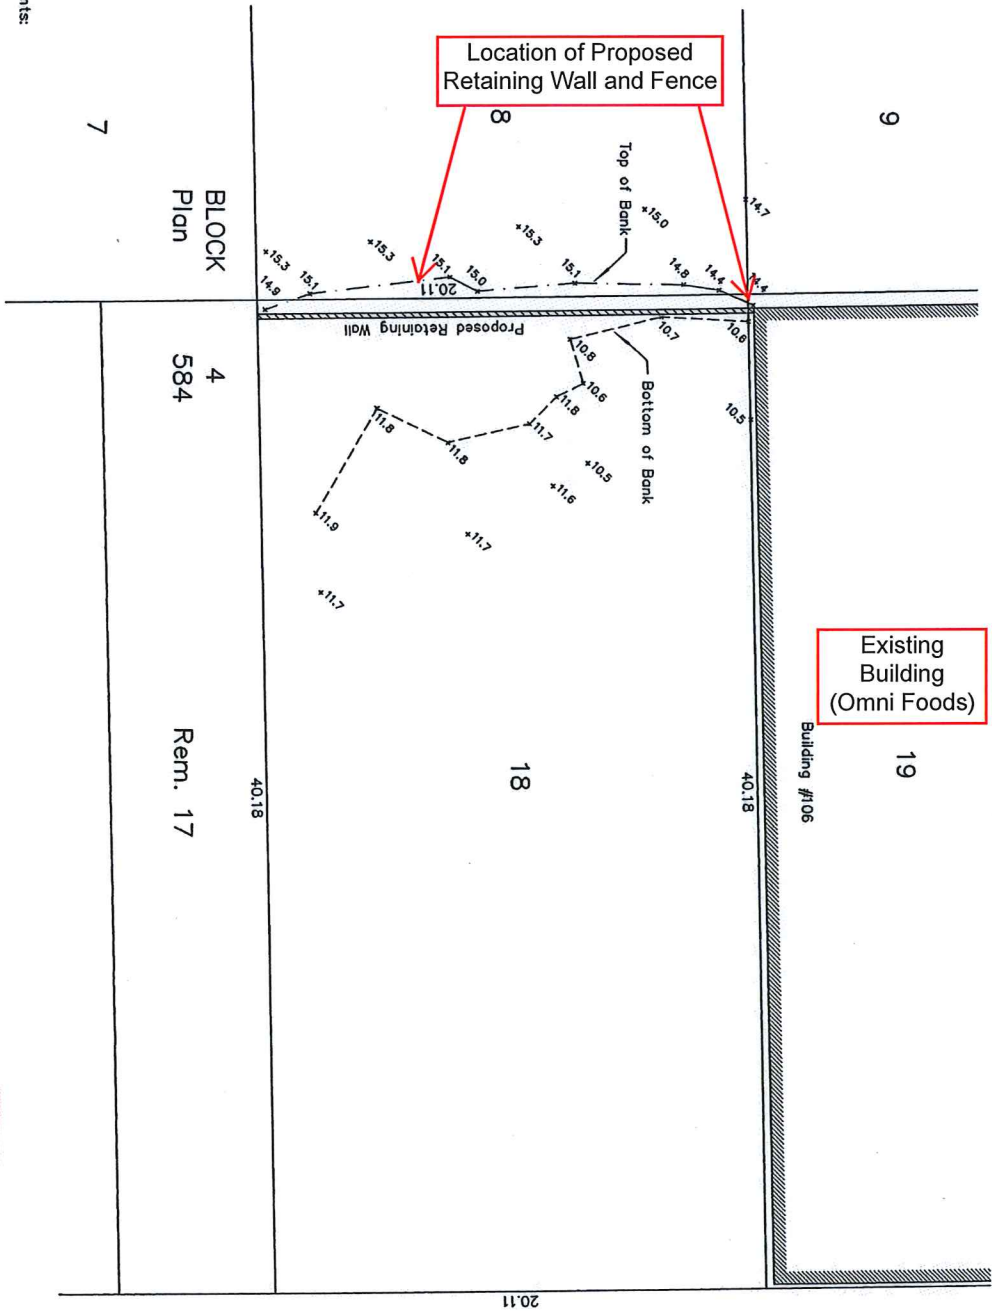 nts:
Location of Proposed
Retaining Wall and Fence
7
8
9
BLOCK 4
Plan 584
Top of Bank
+14.7
+15.0
+15.3
+15.3
+15.3
14.9
15.1
15.1
15.0
15.1
14.8
14.4
14.4
20.11
Proposed Retaining Wall
10.8
10.7
10.6
10.6
10.5
11.8
11.7
11.8
11.8
11.9
+10.5
+11.6
+11.7
+11.7
Bottom of Bank
Existing
Building
(Omni Foods)
Building #106
19
18
Rem. 17
40.18
40.18
20.11